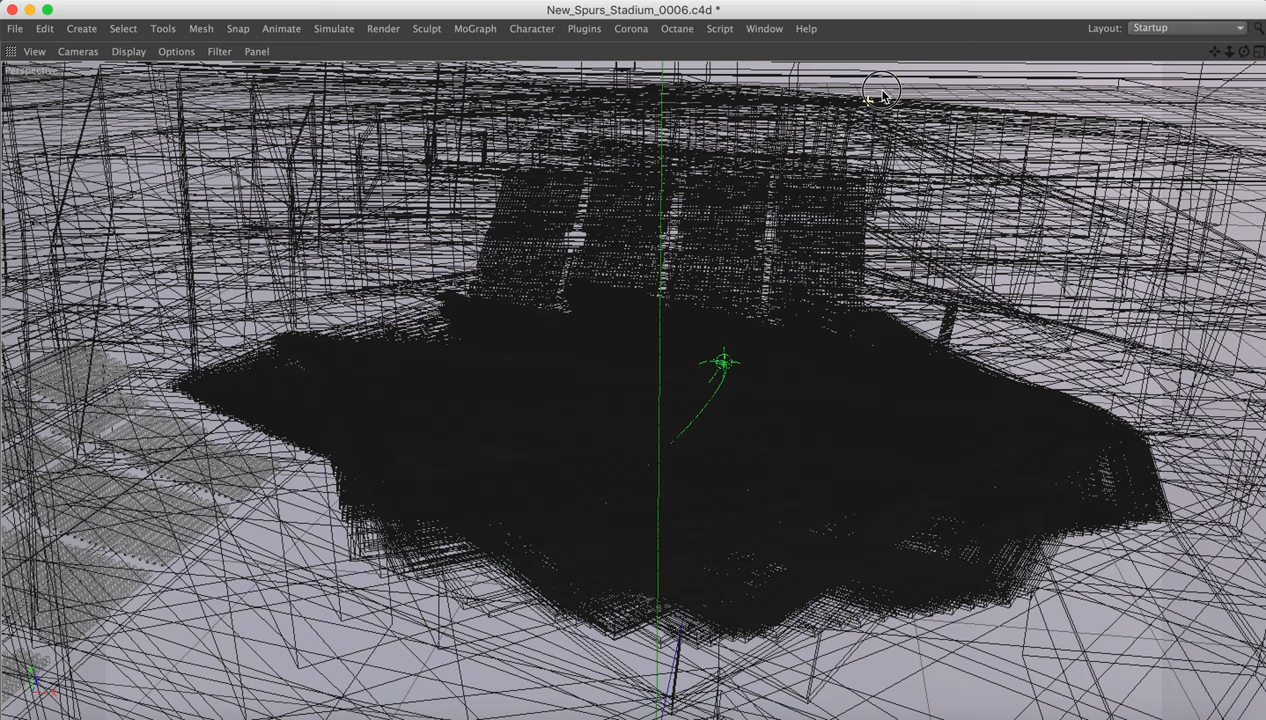 New_Spurs_Stadium_0006.c4d *
File Edit Create Select Tools Mesh Snap Animate Simulate Render Sculpt MoGraph Character Plugins Corona Octane Script Window Help Layout: Startup
View Cameras Display Options Filter Panel
Perspective